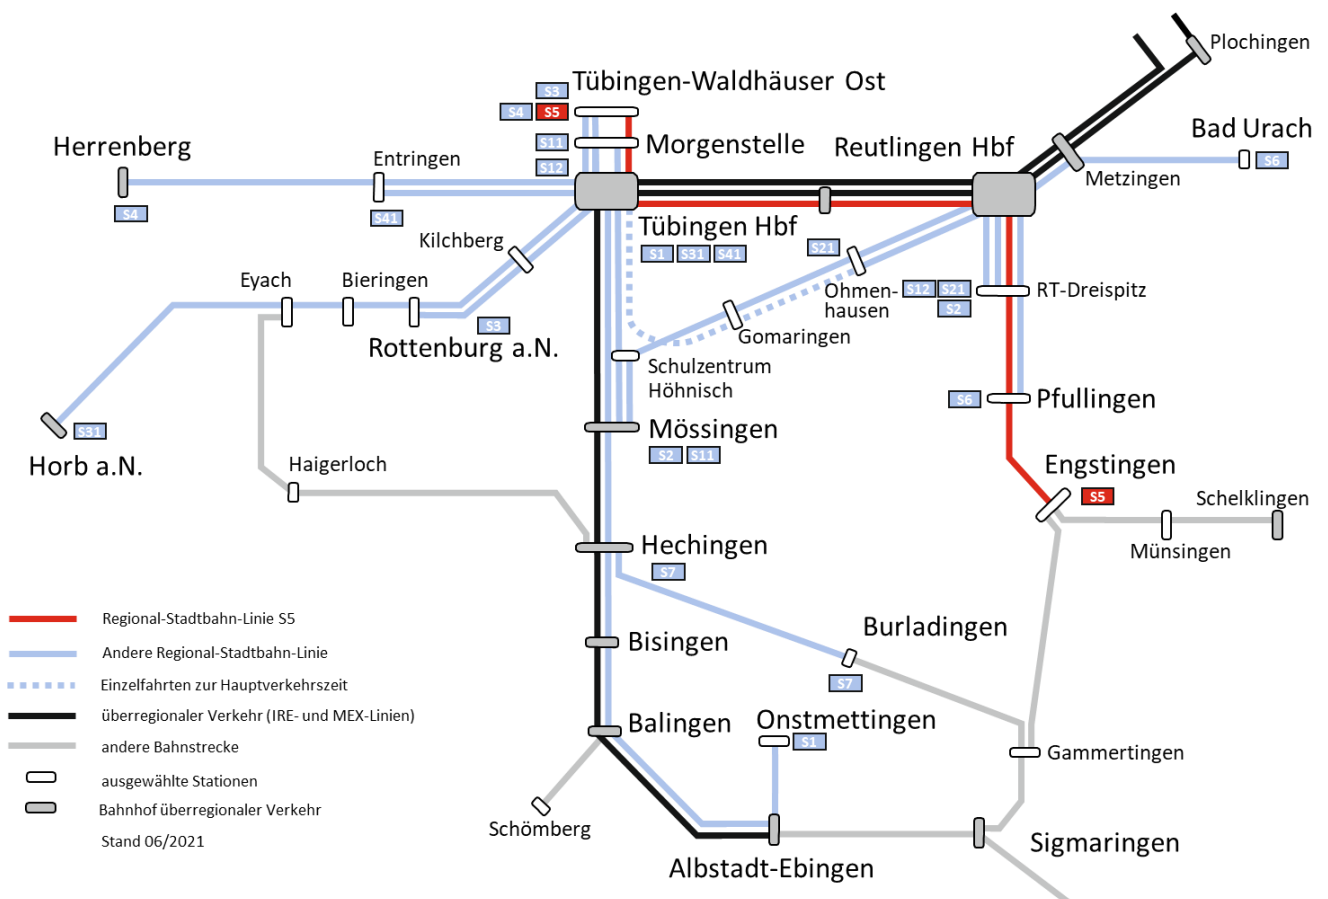 Plochingen
S3
Tübingen-Waldhäuser Ost
S4 S5
Bad Urach
S11
Morgenstelle
Reutlingen Hbf
Herrenberg
Entringen
S12
S6
Metzingen
S4
S41
Tübingen Hbf
S1 S31 S41
Kilchberg
S21
Eyach
Bieringen
Ohmen-
hausen
S12 S21
S2
RT-Dreispitz
S3
Rottenburg a.N.
Gomaringen
Schulzentrum
Höhnisch
S6
Pfullingen
S31
Horb a.N.
Mössingen
S2 S11
Haigerloch
Engstingen
S5
Schelklingen
Münsingen
Hechingen
S7
Burladingen
S7
Bisingen
Balingen
Onstmettingen
S1
Gammertingen
Schömberg
Albstadt-Ebingen
Sigmaringen
Regional-Stadtbahn-Linie S5
Andere Regional-Stadtbahn-Linie
Einzelfahrten zur Hauptverkehrszeit
überregionaler Verkehr (IRE- und MEX-Linien)
andere Bahnstrecke
ausgewählte Stationen
Bahnhof überregionaler Verkehr
Stand 06/2021